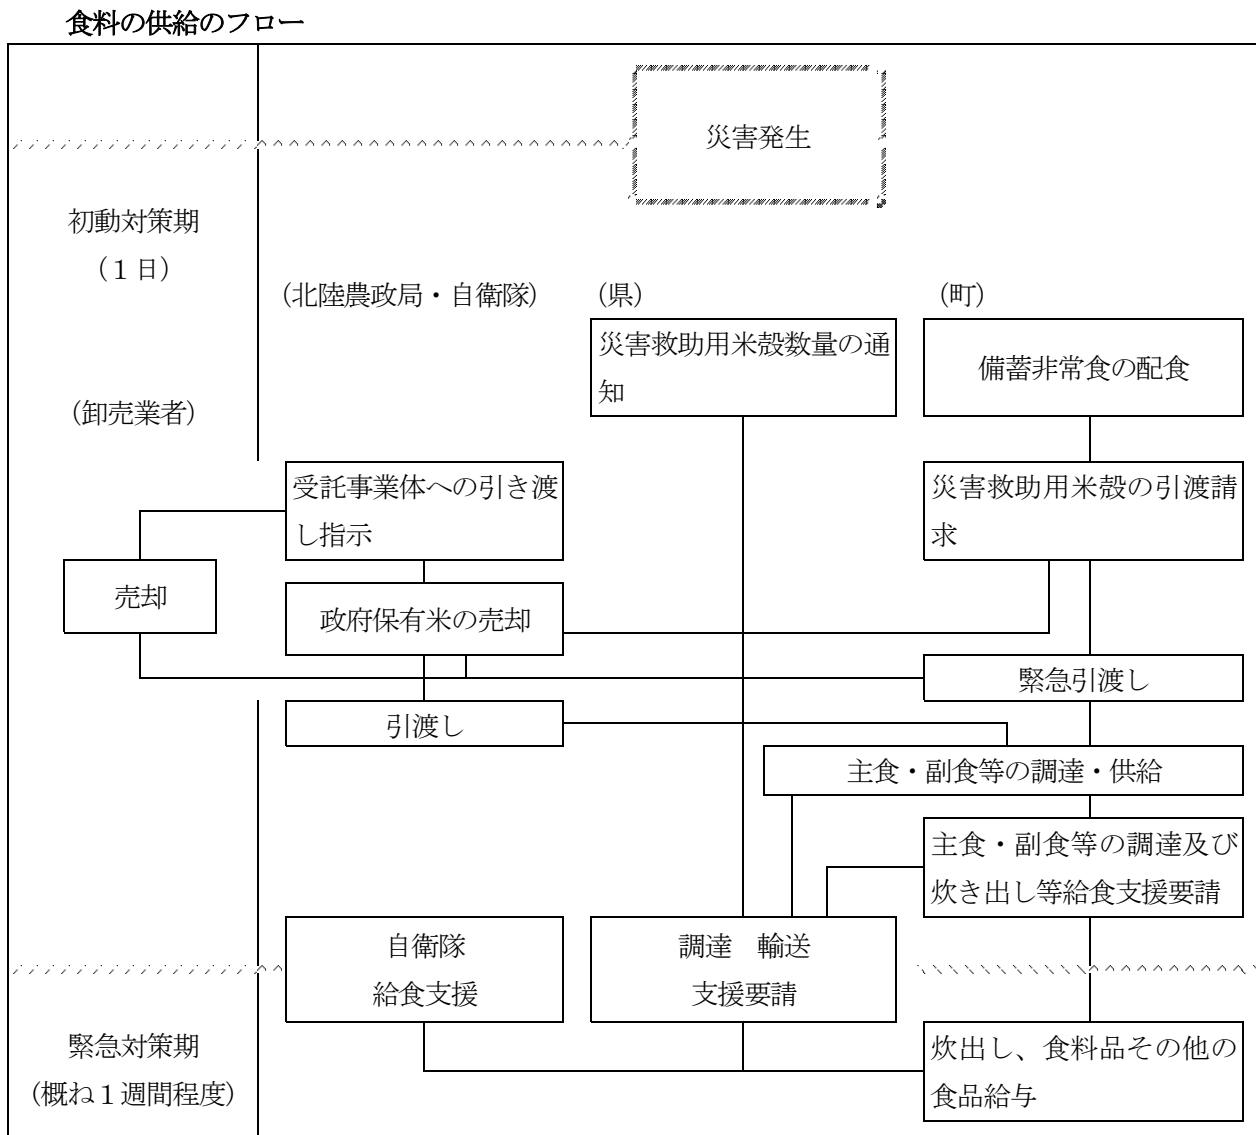 食料の供給のフロー
災害発生
初動対策期
（１日）
（北陸農政局・自衛隊）
（県）
（町）
災害救助用米殻数量の通
知
備蓄非常食の配食
（卸売業者）
受託事業体への引き渡
し指示
災害救助用米殻の引渡請
求
売却
政府保有米の売却
緊急引渡し
引渡し
主食・副食等の調達・供給
主食・副食等の調達及び
炊き出し等給食支援要請
自衛隊
給食支援
調達　輸送
支援要請
緊急対策期
（概ね１週間程度）
炊出し、食料品その他の
食品給与